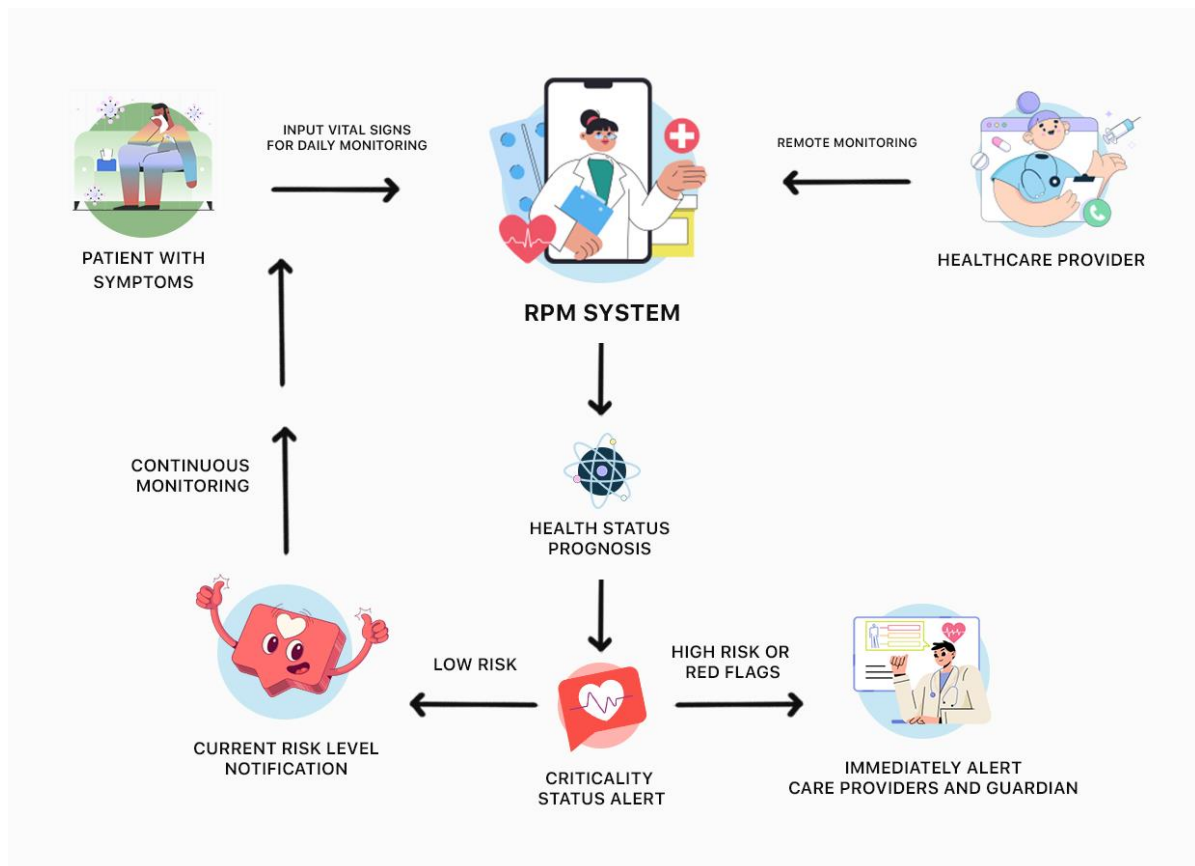 INPUT VITAL SIGNS
FOR DAILY MONITORING
REMOTE MONITORING
PATIENT WITH
SYMPTOMS
HEALTHCARE PROVIDER
RPM SYSTEM
CONTINUOUS
MONITORING
HEALTH STATUS
PROGNOSIS
LOW RISK
HIGH RISK OR
RED FLAGS
CURRENT RISK LEVEL
NOTIFICATION
CRITICALITY
STATUS ALERT
IMMEDIATELY ALERT
CARE PROVIDERS AND GUARDIAN